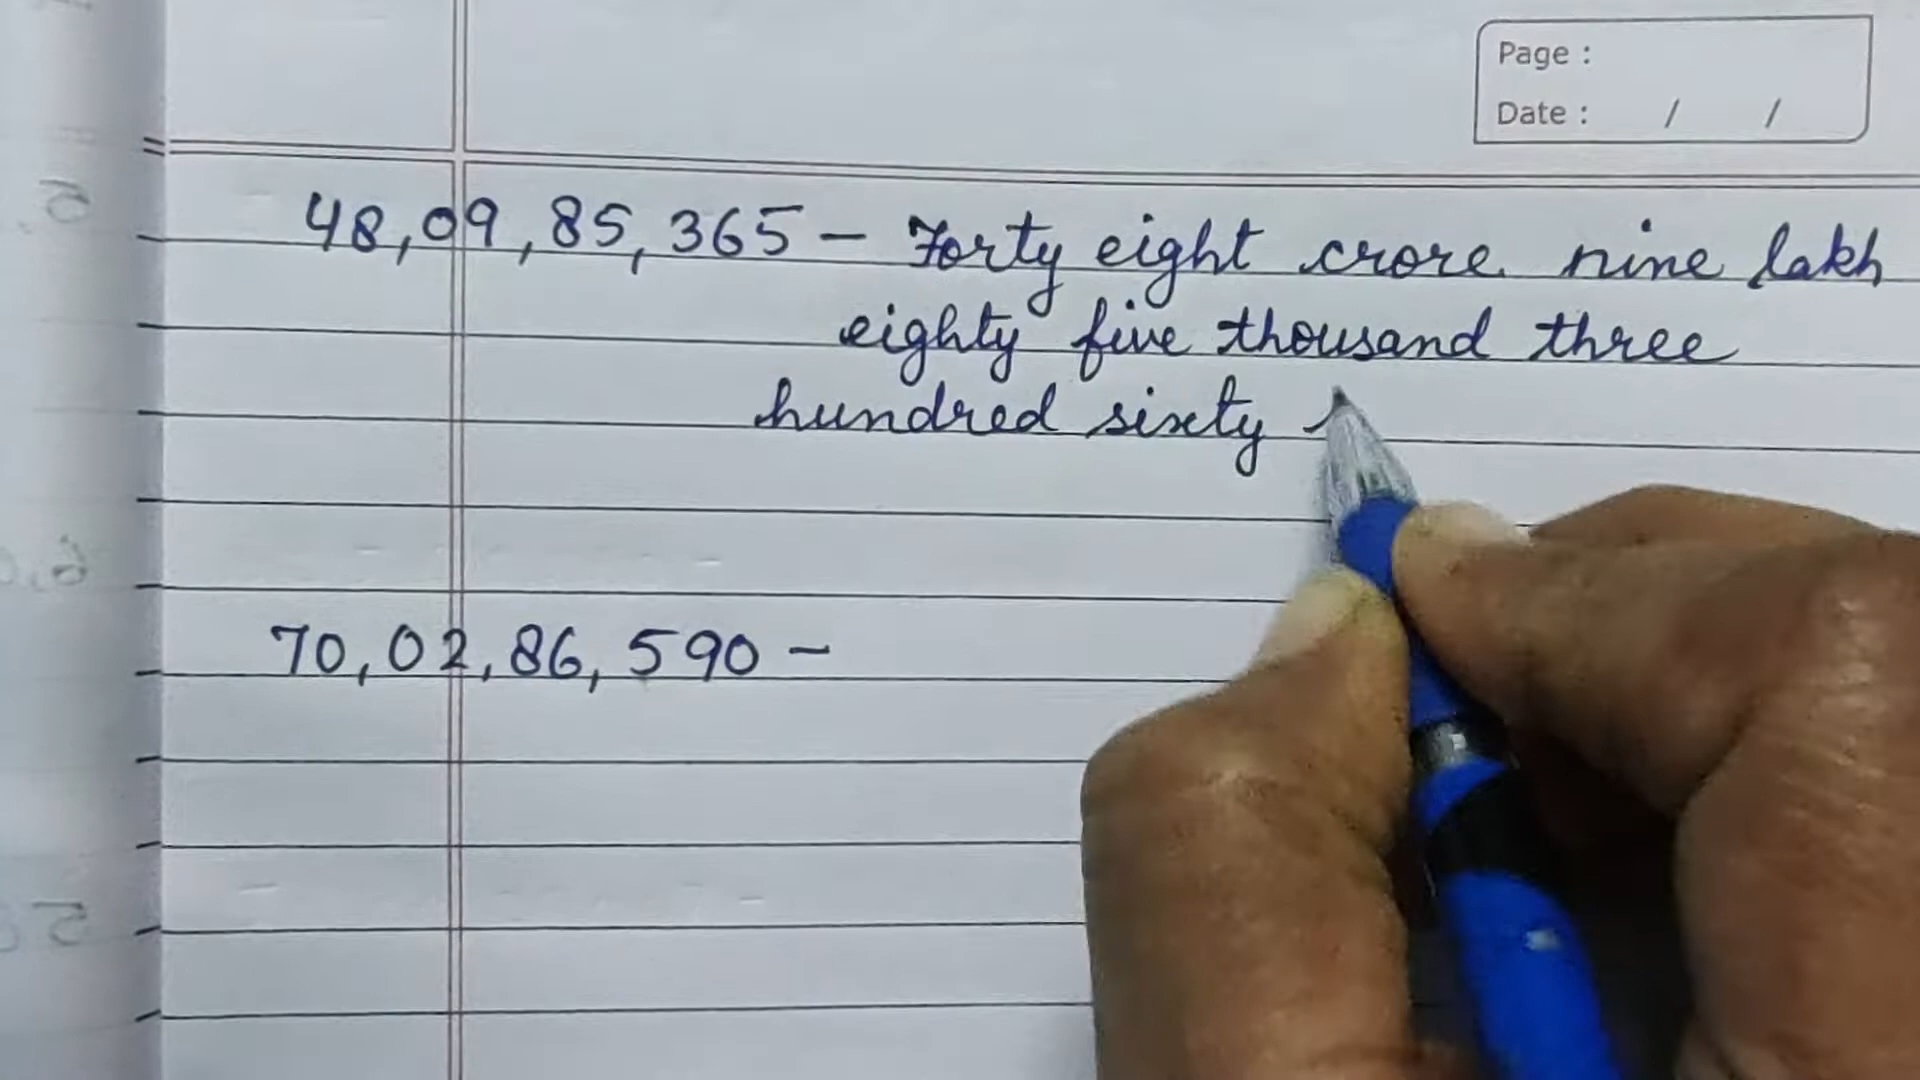 Page :
Date : / /
48,09,85,365 – Forty eight crore nine lakh
eighty five thousand three
hundred sixty
70,02,86,590 –